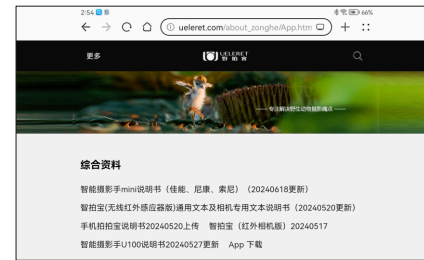 2:54
66%
ueleret.com/about_zonghe/App.htm
更多
UELERET
野拍客
—— 专注解决野生动物摄影痛点 ——
综合资料
智能摄影手mini说明书（佳能、尼康、索尼）（20240618更新）
智拍宝(无线红外感应器版)通用文本及相机专用文本说明书（20240520更新）
手机拍拍宝说明书20240520上传 智拍宝（红外相机版）20240517
智能摄影手U100说明书20240527更新 App 下载